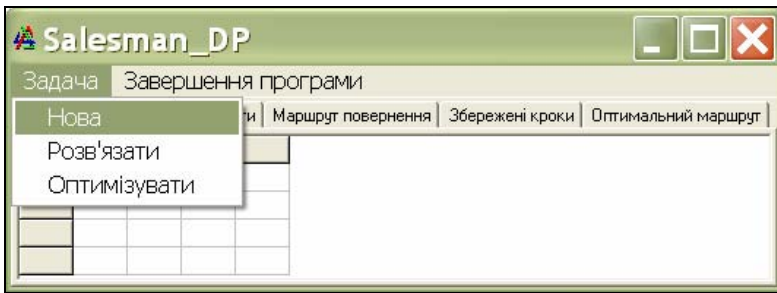 Salesman_DP
Задача Завершення програми
Нова
Маршрут повернення Збережені кроки Оптимальний маршрут
Розв'язати
Оптимізувати